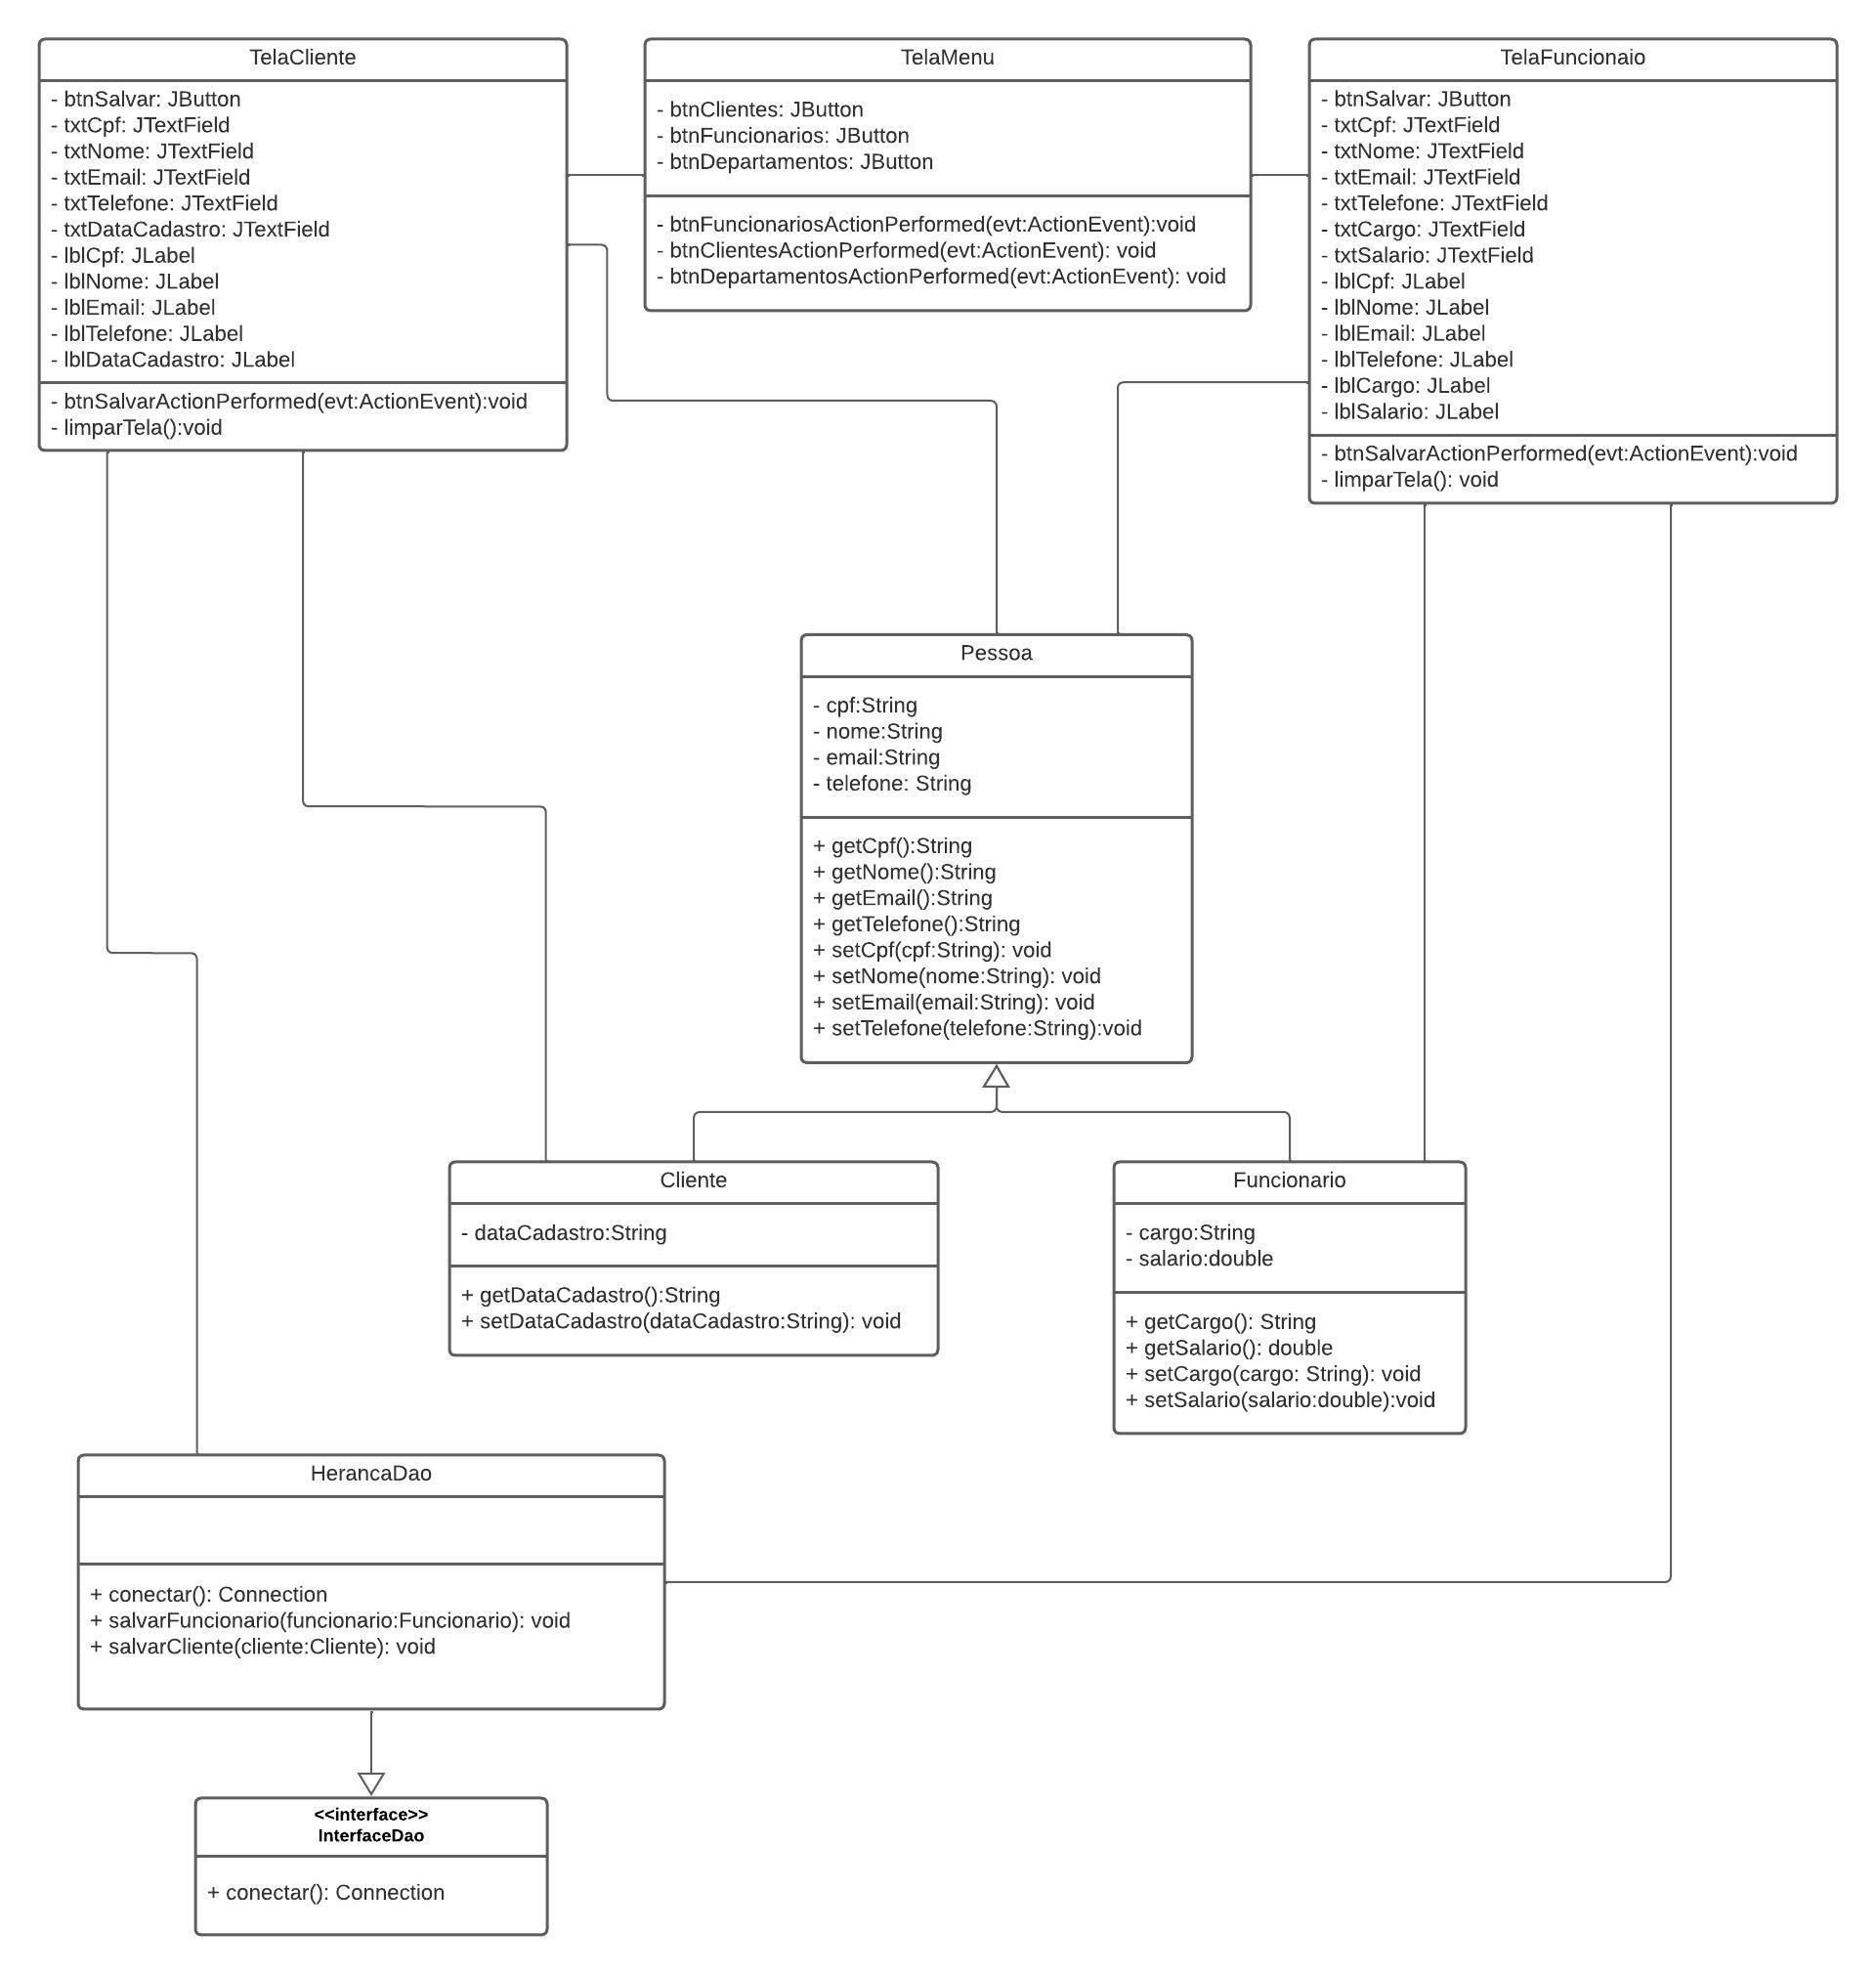 TelaCliente
- btnSalvar: JButton
- txtCpf: JTextField
- txtNome: JTextField
- txtEmail: JTextField
- txtTelefone: JTextField
- txtDataCadastro: JTextField
- lblCpf: JLabel
- lblNome: JLabel
- lblEmail: JLabel
- lblTelefone: JLabel
- lblDataCadastro: JLabel
- btnSalvarActionPerformed(evt:ActionEvent):void
- limparTela():void
TelaMenu
- btnClientes: JButton
- btnFuncionarios: JButton
- btnDepartamentos: JButton
- btnFuncionariosActionPerformed(evt:ActionEvent):void
- btnClientesActionPerformed(evt:ActionEvent): void
- btnDepartamentosActionPerformed(evt:ActionEvent): void
TelaFuncionaio
- btnSalvar: JButton
- txtCpf: JTextField
- txtNome: JTextField
- txtEmail: JTextField
- txtTelefone: JTextField
- txtCargo: JTextField
- txtSalario: JTextField
- lblCpf: JLabel
- lblNome: JLabel
- lblEmail: JLabel
- lblTelefone: JLabel
- lblCargo: JLabel
- lblSalario: JLabel
- btnSalvarActionPerformed(evt:ActionEvent):void
- limparTela(): void
Pessoa
- cpf:String
- nome:String
- email:String
- telefone: String
+ getCpf():String
+ getNome():String
+ getEmail():String
+ getTelefone():String
+ setCpf(cpf:String): void
+ setNome(nome:String): void
+ setEmail(email:String): void
+ setTelefone(telefone:String):void
Cliente
- dataCadastro:String
+ getDataCadastro():String
+ setDataCadastro(dataCadastro:String): void
Funcionario
- cargo:String
- salario:double
+ getCargo(): String
+ getSalario(): double
+ setCargo(cargo: String): void
+ setSalario(salario:double):void
HerancaDao
+ conectar(): Connection
+ salvarFuncionario(funcionario:Funcionario): void
+ salvarCliente(cliente:Cliente): void
<<interface>>
InterfaceDao
+ conectar(): Connection